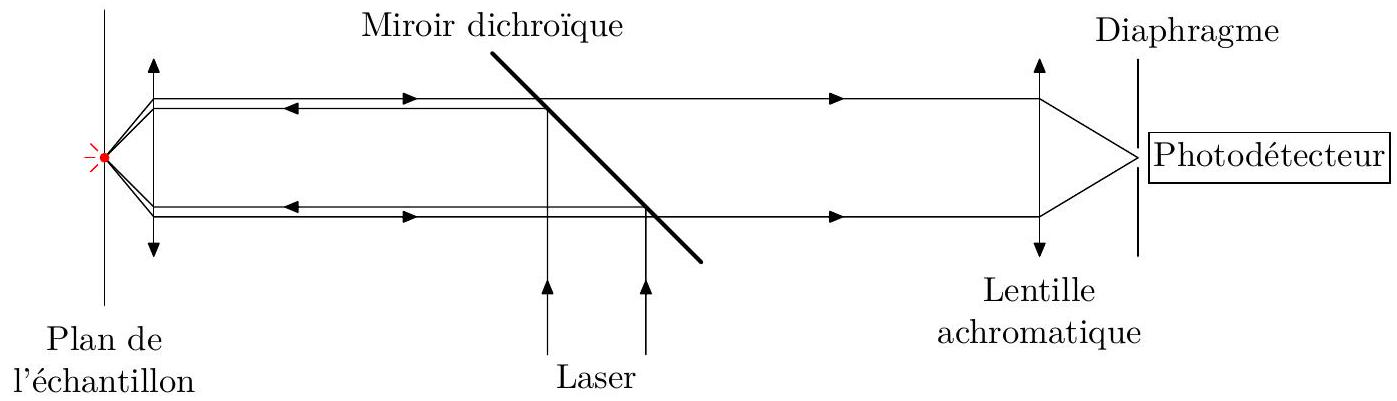 Miroir dichroïque
Diaphragme
Photodétecteur
Lentille
achromatique
Plan de
l'échantillon
Laser